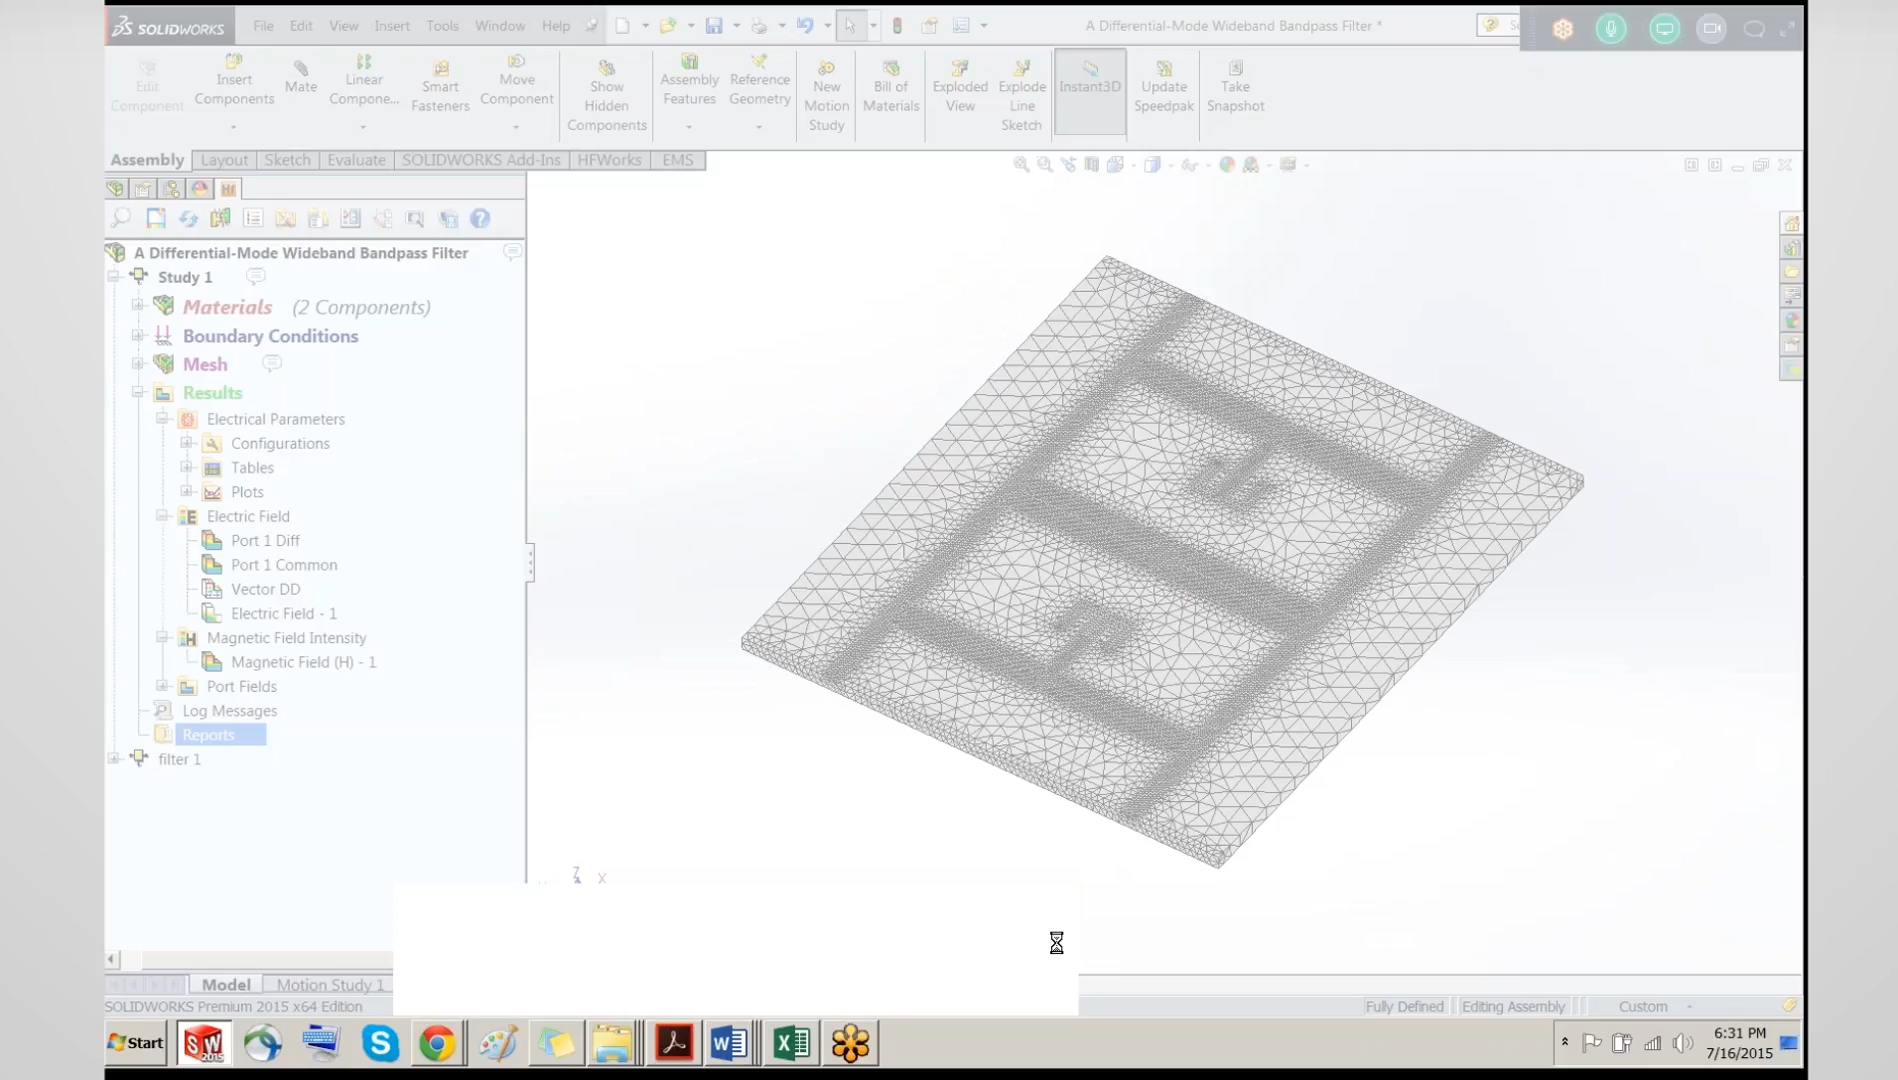 SOLIDWORKS File Edit View Insert Tools Window Help A Differential-Mode Wideband Bandpass Filter *
Edit Component
Insert Components
Mate
Linear Compone...
Smart Fasteners
Move Component
Show Hidden Components
Assembly Features
Reference Geometry
New Motion Study
Bill of Materials
Exploded View
Explode Line Sketch
Instant3D
Update Speedpak
Take Snapshot
Assembly Layout Sketch Evaluate SOLIDWORKS Add-Ins HFWorks EMS
A Differential-Mode Wideband Bandpass Filter
Study 1
Materials (2 Components)
Boundary Conditions
Mesh
Results
Electrical Parameters
Configurations
Tables
Plots
Electric Field
Port 1 Diff
Port 1 Common
Vector DD
Electric Field - 1
Magnetic Field Intensity
Magnetic Field (H) - 1
Port Fields
Log Messages
Reports
filter 1
Z X
Model Motion Study 1
SOLIDWORKS Premium 2015 x64 Edition Fully Defined Editing Assembly Custom
Start SW 2015 6:31 PM
7/16/2015